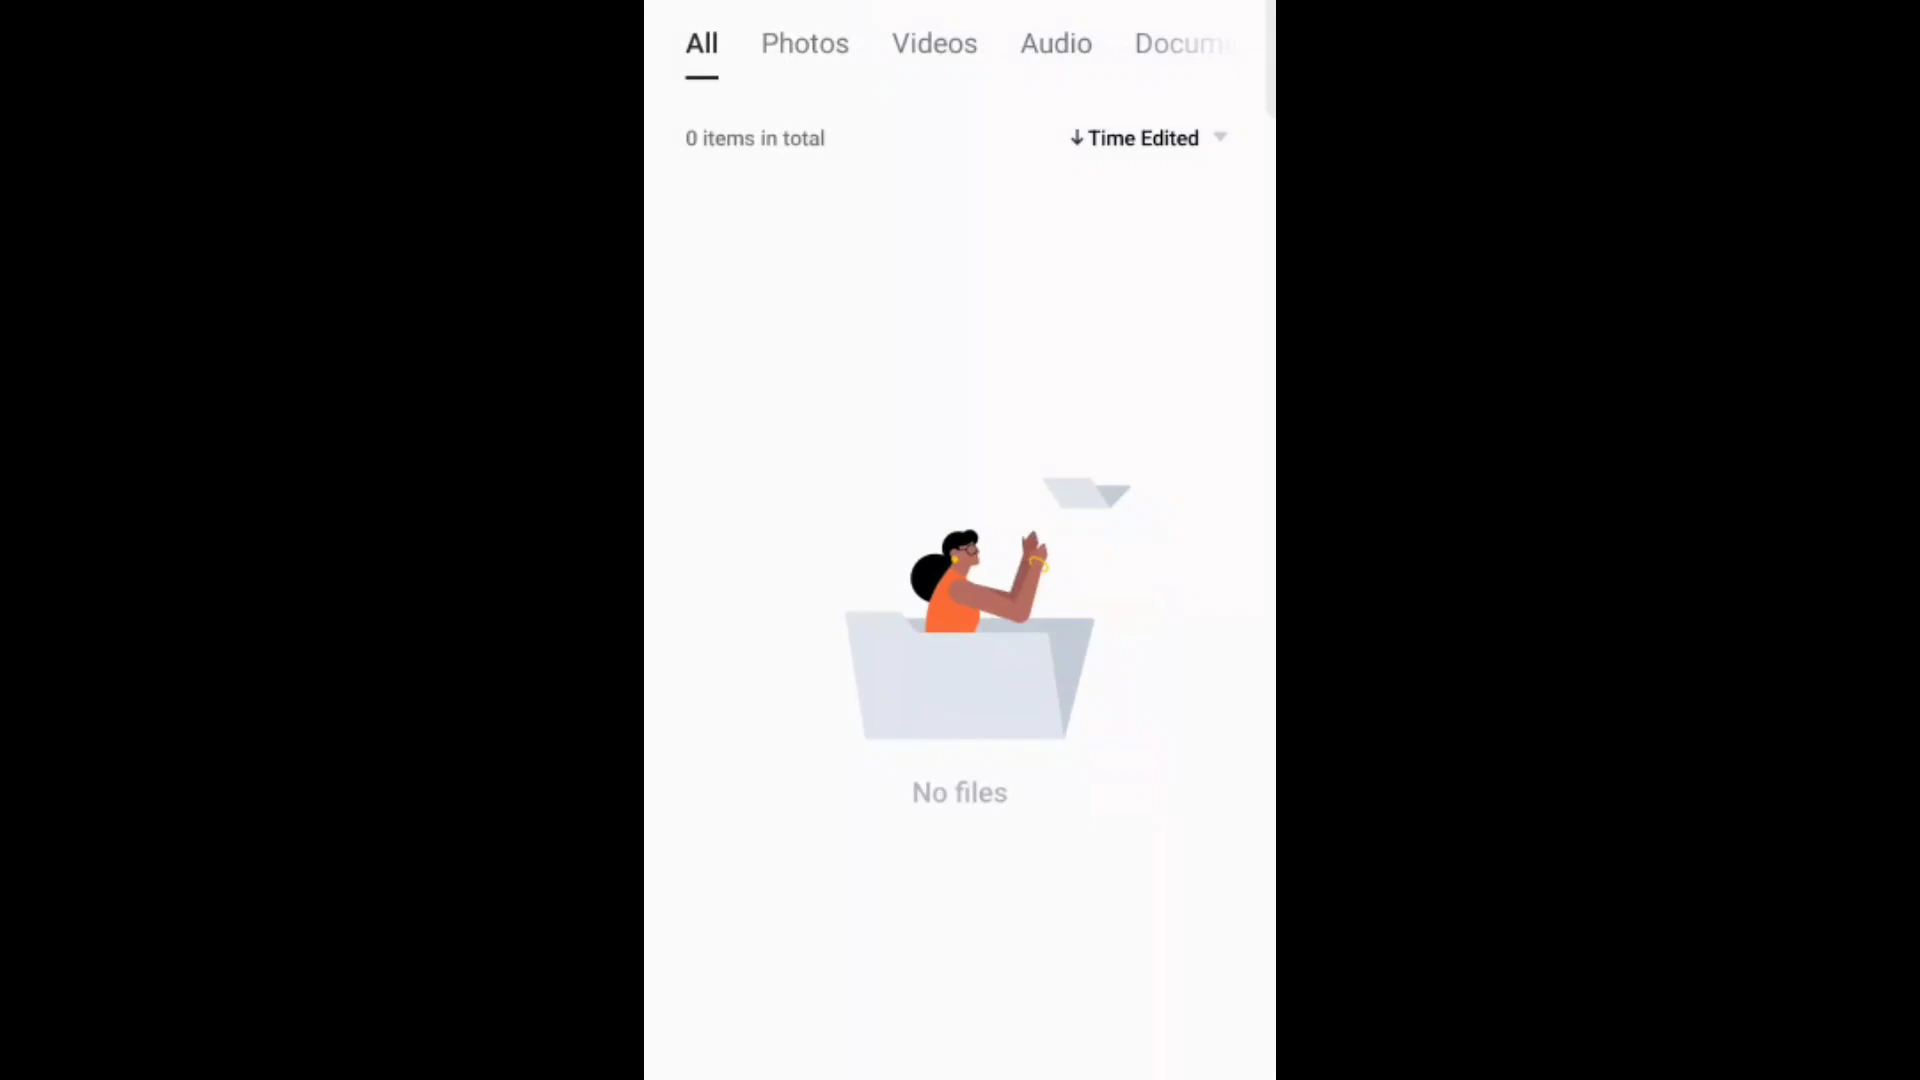 All Photos Videos Audio
0 items in total ↓ Time Edited
No files